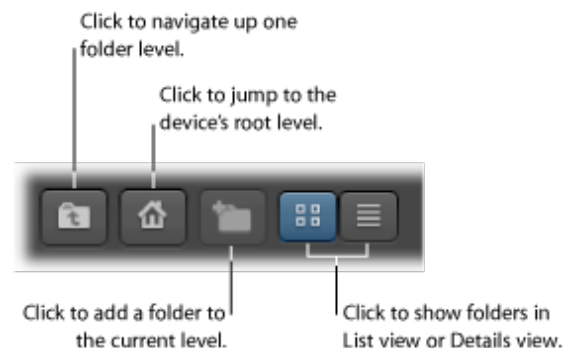 Click to navigate up one
folder level.
Click to jump to the
device's root level.
Click to add a folder to
the current level.
Click to show folders in
List view or Details view.